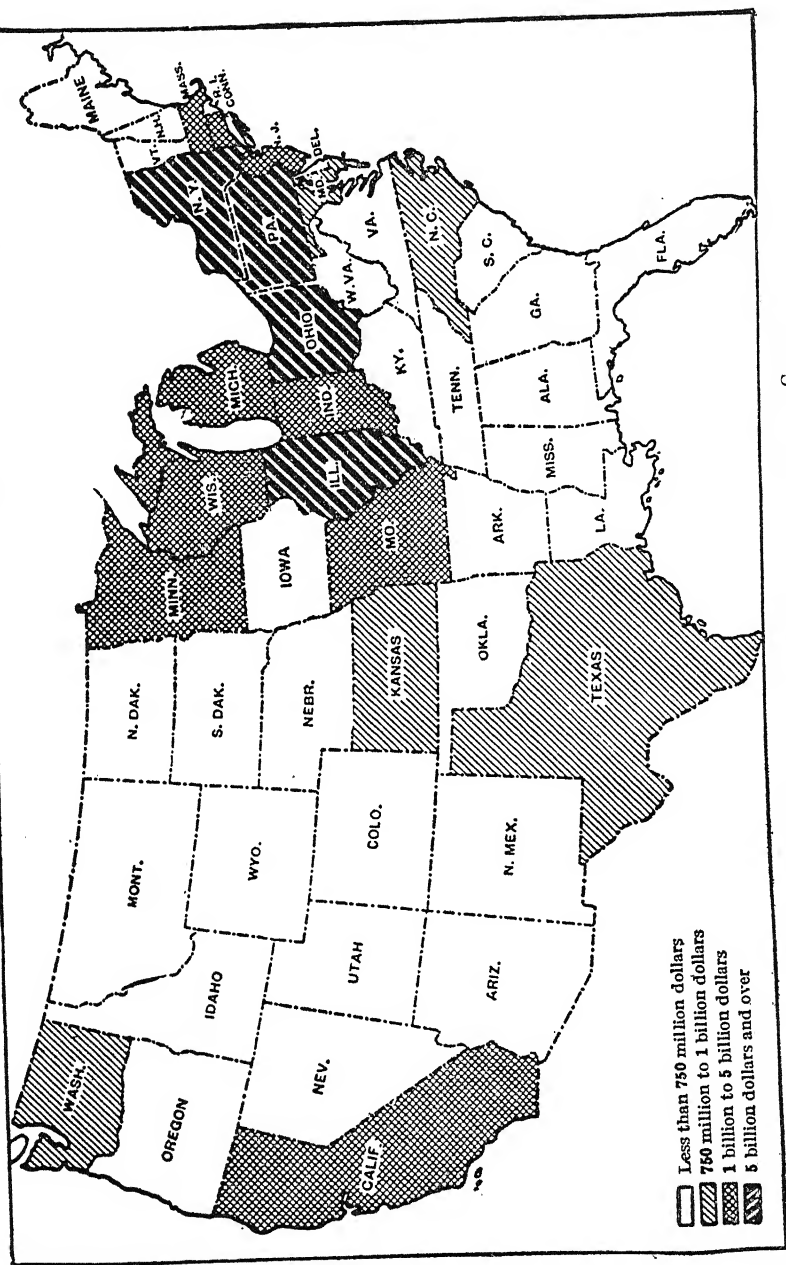 WASH.
OREGON
CALIF.
NEV.
IDAHO
MONT.
WYO.
UTAH
ARIZ.
COLO.
N. MEX.
N. DAK.
S. DAK.
NEBR.
KANSAS
OKLA.
TEXAS
MINN.
IOWA
MO.
ARK.
LA.
WIS.
ILL.
MICH.
IND.
OHIO
KY.
TENN.
MISS.
ALA.
GA.
FLA.
S. C.
N. C.
VA.
W. VA.
PA.
N. Y.
VT.
N.H.
MAINE
MASS.
R. I.
CONN.
N. J.
DEL.
MD.
Less than 750 million dollars
750 million to 1 billion dollars
1 billion to 5 billion dollars
5 billion dollars and over